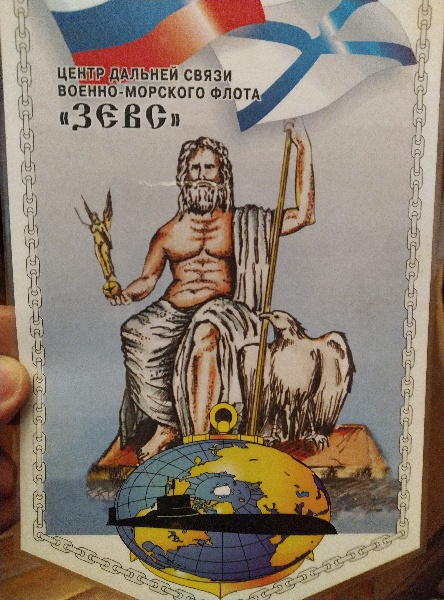 ЦЕНТР ДАЛЬНЕЙ СВЯЗИ
ВОЕННО-МОРСКОГО ФЛОТА
«ЗЕВС»